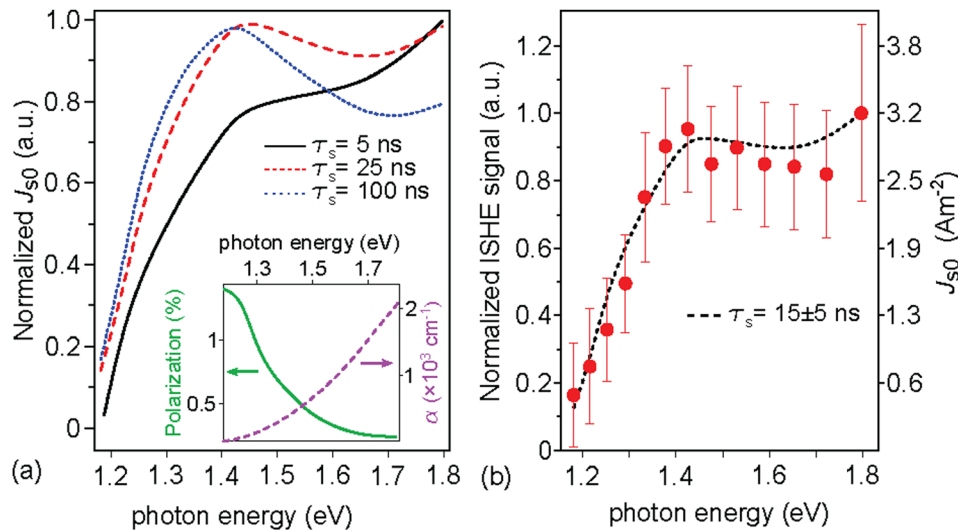 Normalized J_s0 (a.u.)
1.0
0.8
0.6
0.4
0.2
0
τ_s= 5 ns
τ_s= 25 ns
τ_s= 100 ns
photon energy (eV)
1.3 1.5 1.7
Polarization (%)
1
0.5
2
1
α (×10³ cm⁻¹)
1.2 1.3 1.4 1.5 1.6 1.7 1.8
(a) photon energy (eV)
Normalized ISHE signal (a.u.)
1.2
1.0
0.8
0.6
0.4
0.2
0
τ_s= 15±5 ns
3.8
3.2
2.5
1.9
1.3
0.6
J_s0 (Am⁻²)
1.2 1.4 1.6 1.8
(b) photon energy (eV)